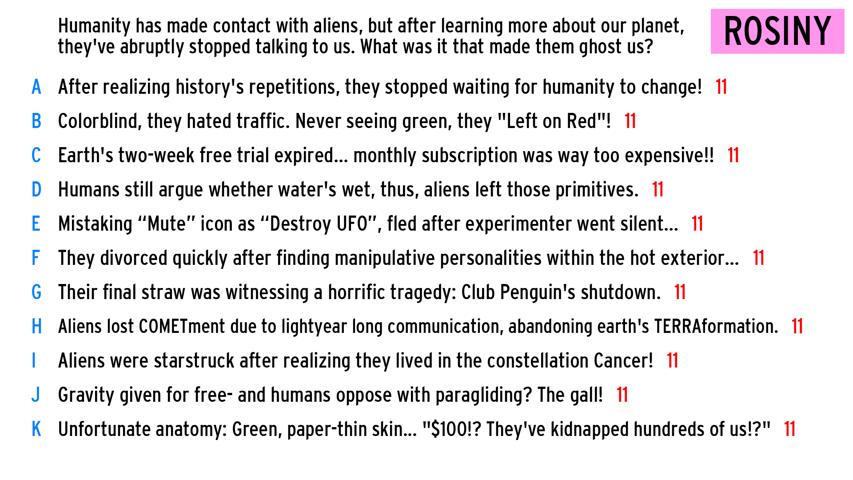 Humanity has made contact with aliens, but after learning more about our planet,
they've abruptly stopped talking to us. What was it that made them ghost us?
ROSINY
A After realizing history's repetitions, they stopped waiting for humanity to change! 11
B Colorblind, they hated traffic. Never seeing green, they "Left on Red"! 11
C Earth's two-week free trial expired... monthly subscription was way too expensive!! 11
D Humans still argue whether water's wet, thus, aliens left those primitives. 11
E Mistaking “Mute” icon as “Destroy UFO”, fled after experimenter went silent... 11
F They divorced quickly after finding manipulative personalities within the hot exterior... 11
G Their final straw was witnessing a horrific tragedy: Club Penguin's shutdown. 11
H Aliens lost COMETment due to lightyear long communication, abandoning earth's TERRAformation. 11
I Aliens were starstruck after realizing they lived in the constellation Cancer! 11
J Gravity given for free- and humans oppose with paragliding? The gall! 11
K Unfortunate anatomy: Green, paper-thin skin... "$100!? They've kidnapped hundreds of us!?" 11